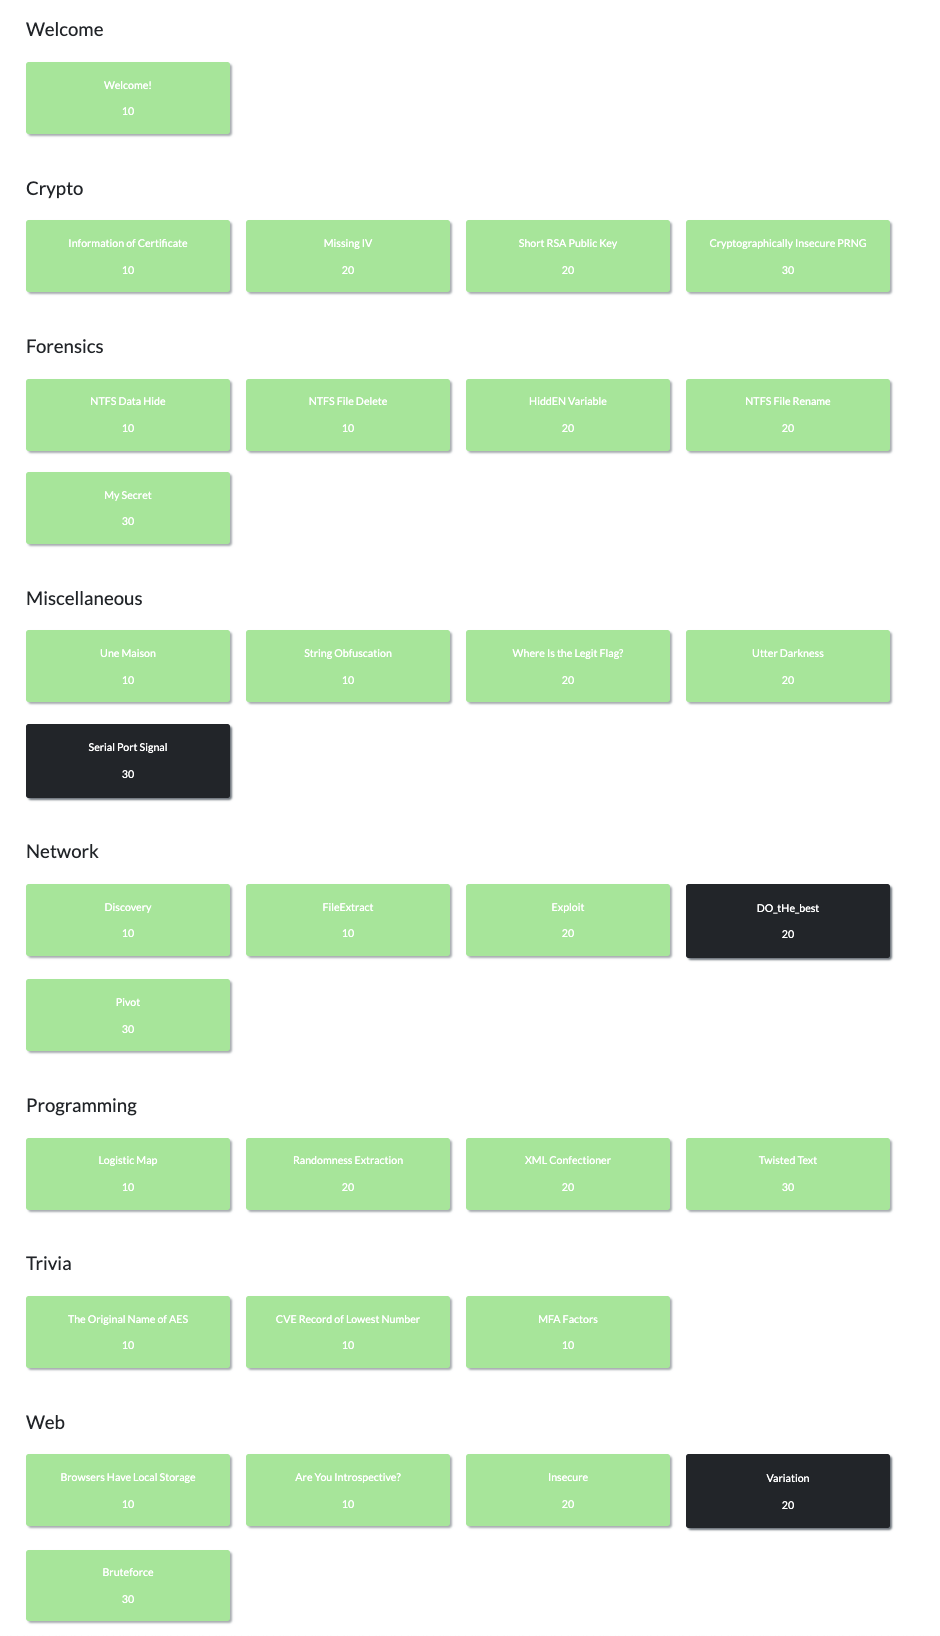 Welcome
Welcome!
10
Crypto
Information of Certificate
10
Missing IV
20
Short RSA Public Key
20
Cryptographically Insecure PRNG
30
Forensics
NTFS Data Hide
10
NTFS File Delete
10
HiddEN Variable
20
NTFS File Rename
20
My Secret
30
Miscellaneous
Une Maison
10
String Obfuscation
10
Where Is the Legit Flag?
20
Utter Darkness
20
Serial Port Signal
30
Network
Discovery
10
FileExtract
10
Exploit
20
DO_tHe_best
20
Pivot
30
Programming
Logistic Map
10
Randomness Extraction
20
XML Confectioner
20
Twisted Text
30
Trivia
The Original Name of AES
10
CVE Record of Lowest Number
10
MFA Factors
10
Web
Browsers Have Local Storage
10
Are You Introspective?
10
Insecure
20
Variation
20
Bruteforce
30